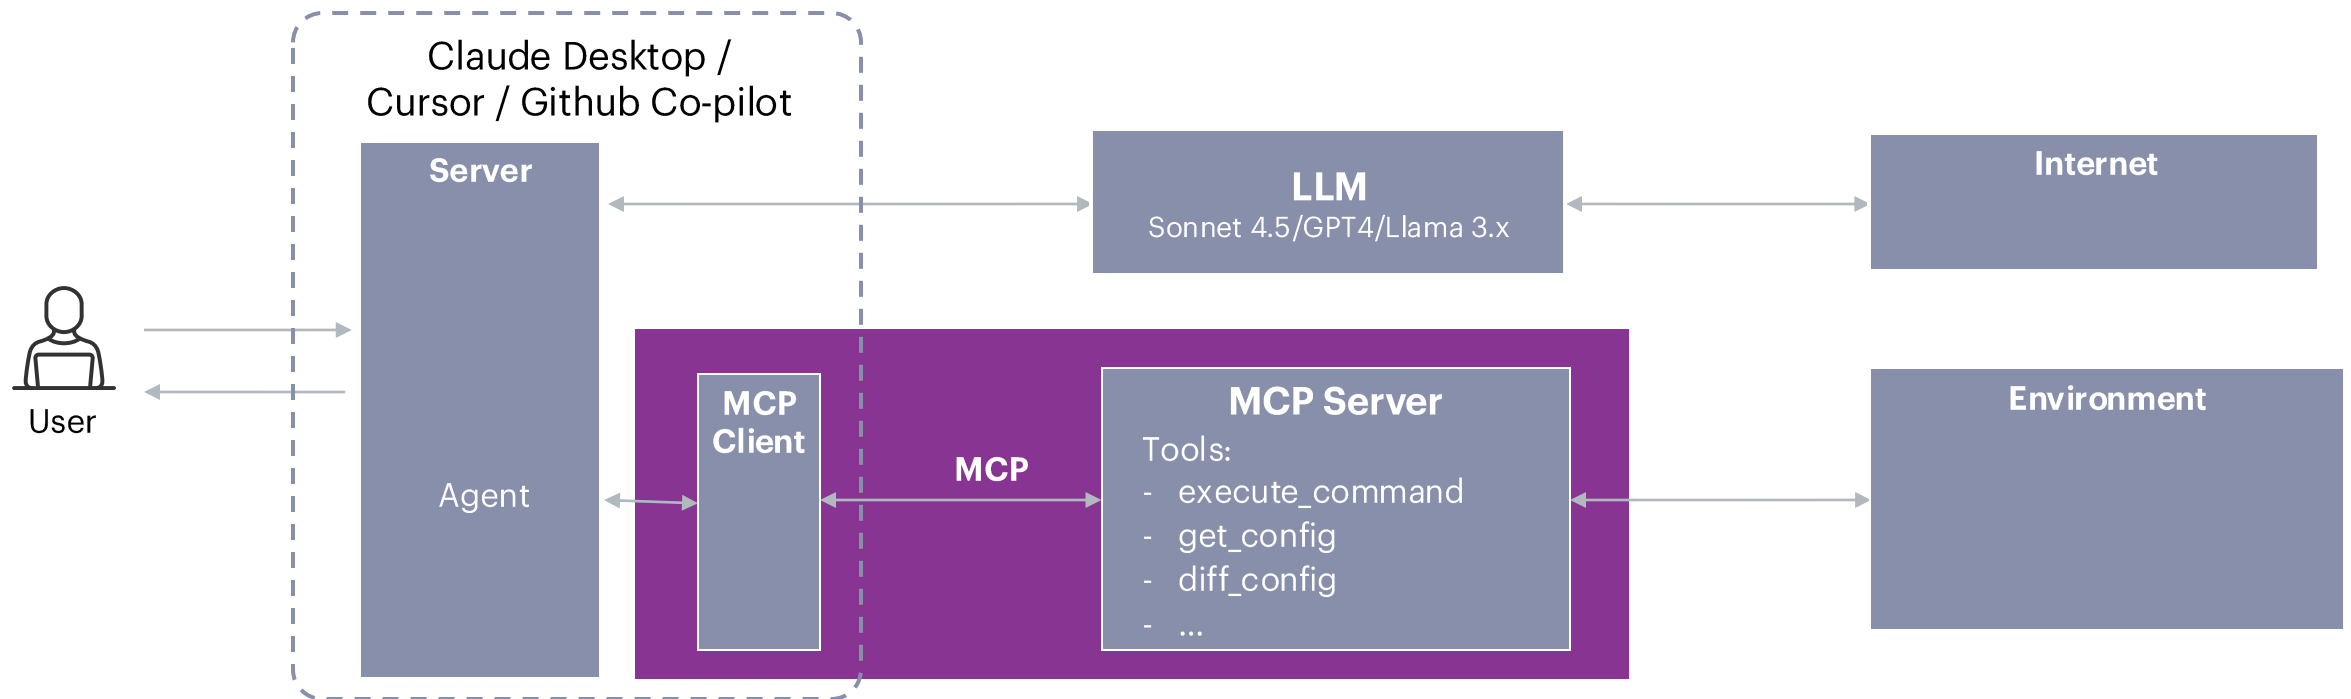 Claude Desktop /
Cursor / Github Co-pilot
Server
LLM
Sonnet 4.5/GPT4/Llama 3.x
Internet
User
Agent
MCP
Client
MCP
MCP Server
Tools:
- execute_command
- get_config
- diff_config
- ...
Environment